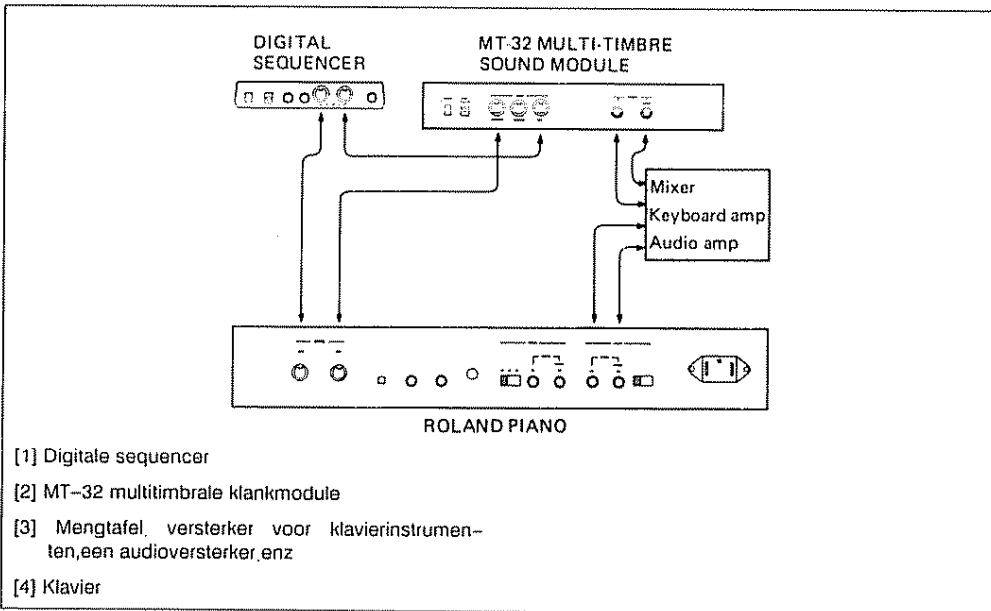 DIGITAL
SEQUENCER
MT-32 MULTI-TIMBRE
SOUND MODULE
Mixer
Keyboard amp
Audio amp
ROLAND PIANO
[1] Digitale sequencer
[2] MT-32 multitimbrale klankmodule
[3] Mengtafel, versterker voor klavierinstrumen-
ten,een audioversterker,enz
[4] Klavier